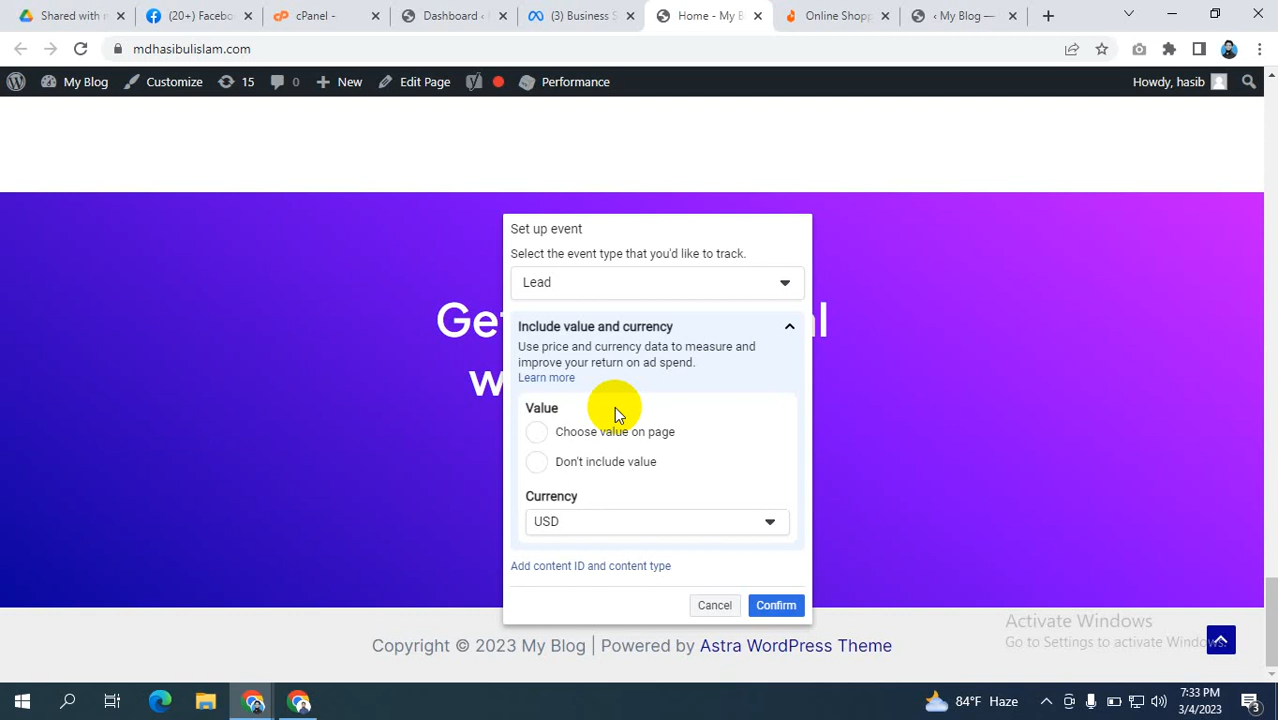 Shared with m
(20+) Facebo
cPanel -
Dashboard ‹
(3) Business S
Home - My B
Online Shopp
‹ My Blog —
mdhasibulislam.com
My Blog
Customize
15
0
New
Edit Page
Performance
Howdy, hasib
Set up event
Select the event type that you'd like to track.
Lead
Include value and currency
Use price and currency data to measure and
improve your return on ad spend.
Learn more
Value
Choose value on page
Don't include value
Currency
USD
Add content ID and content type
Cancel
Confirm
Ge
al
w
Activate Windows
Go to Settings to activate Windows.
Copyright © 2023 My Blog | Powered by Astra WordPress Theme
84°F Haze
7:33 PM
3/4/2023
3